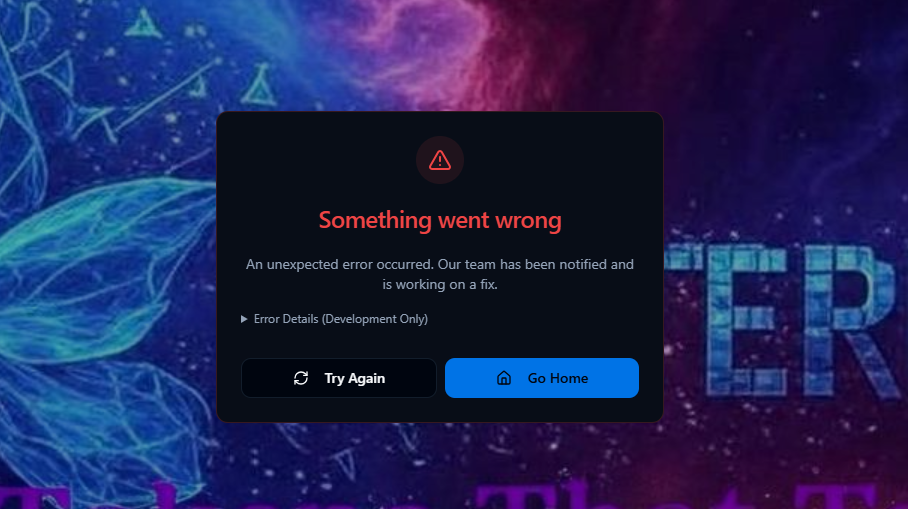 Something went wrong
An unexpected error occurred. Our team has been notified and
is working on a fix.
Error Details (Development Only)
Try Again
Go Home
TER
That